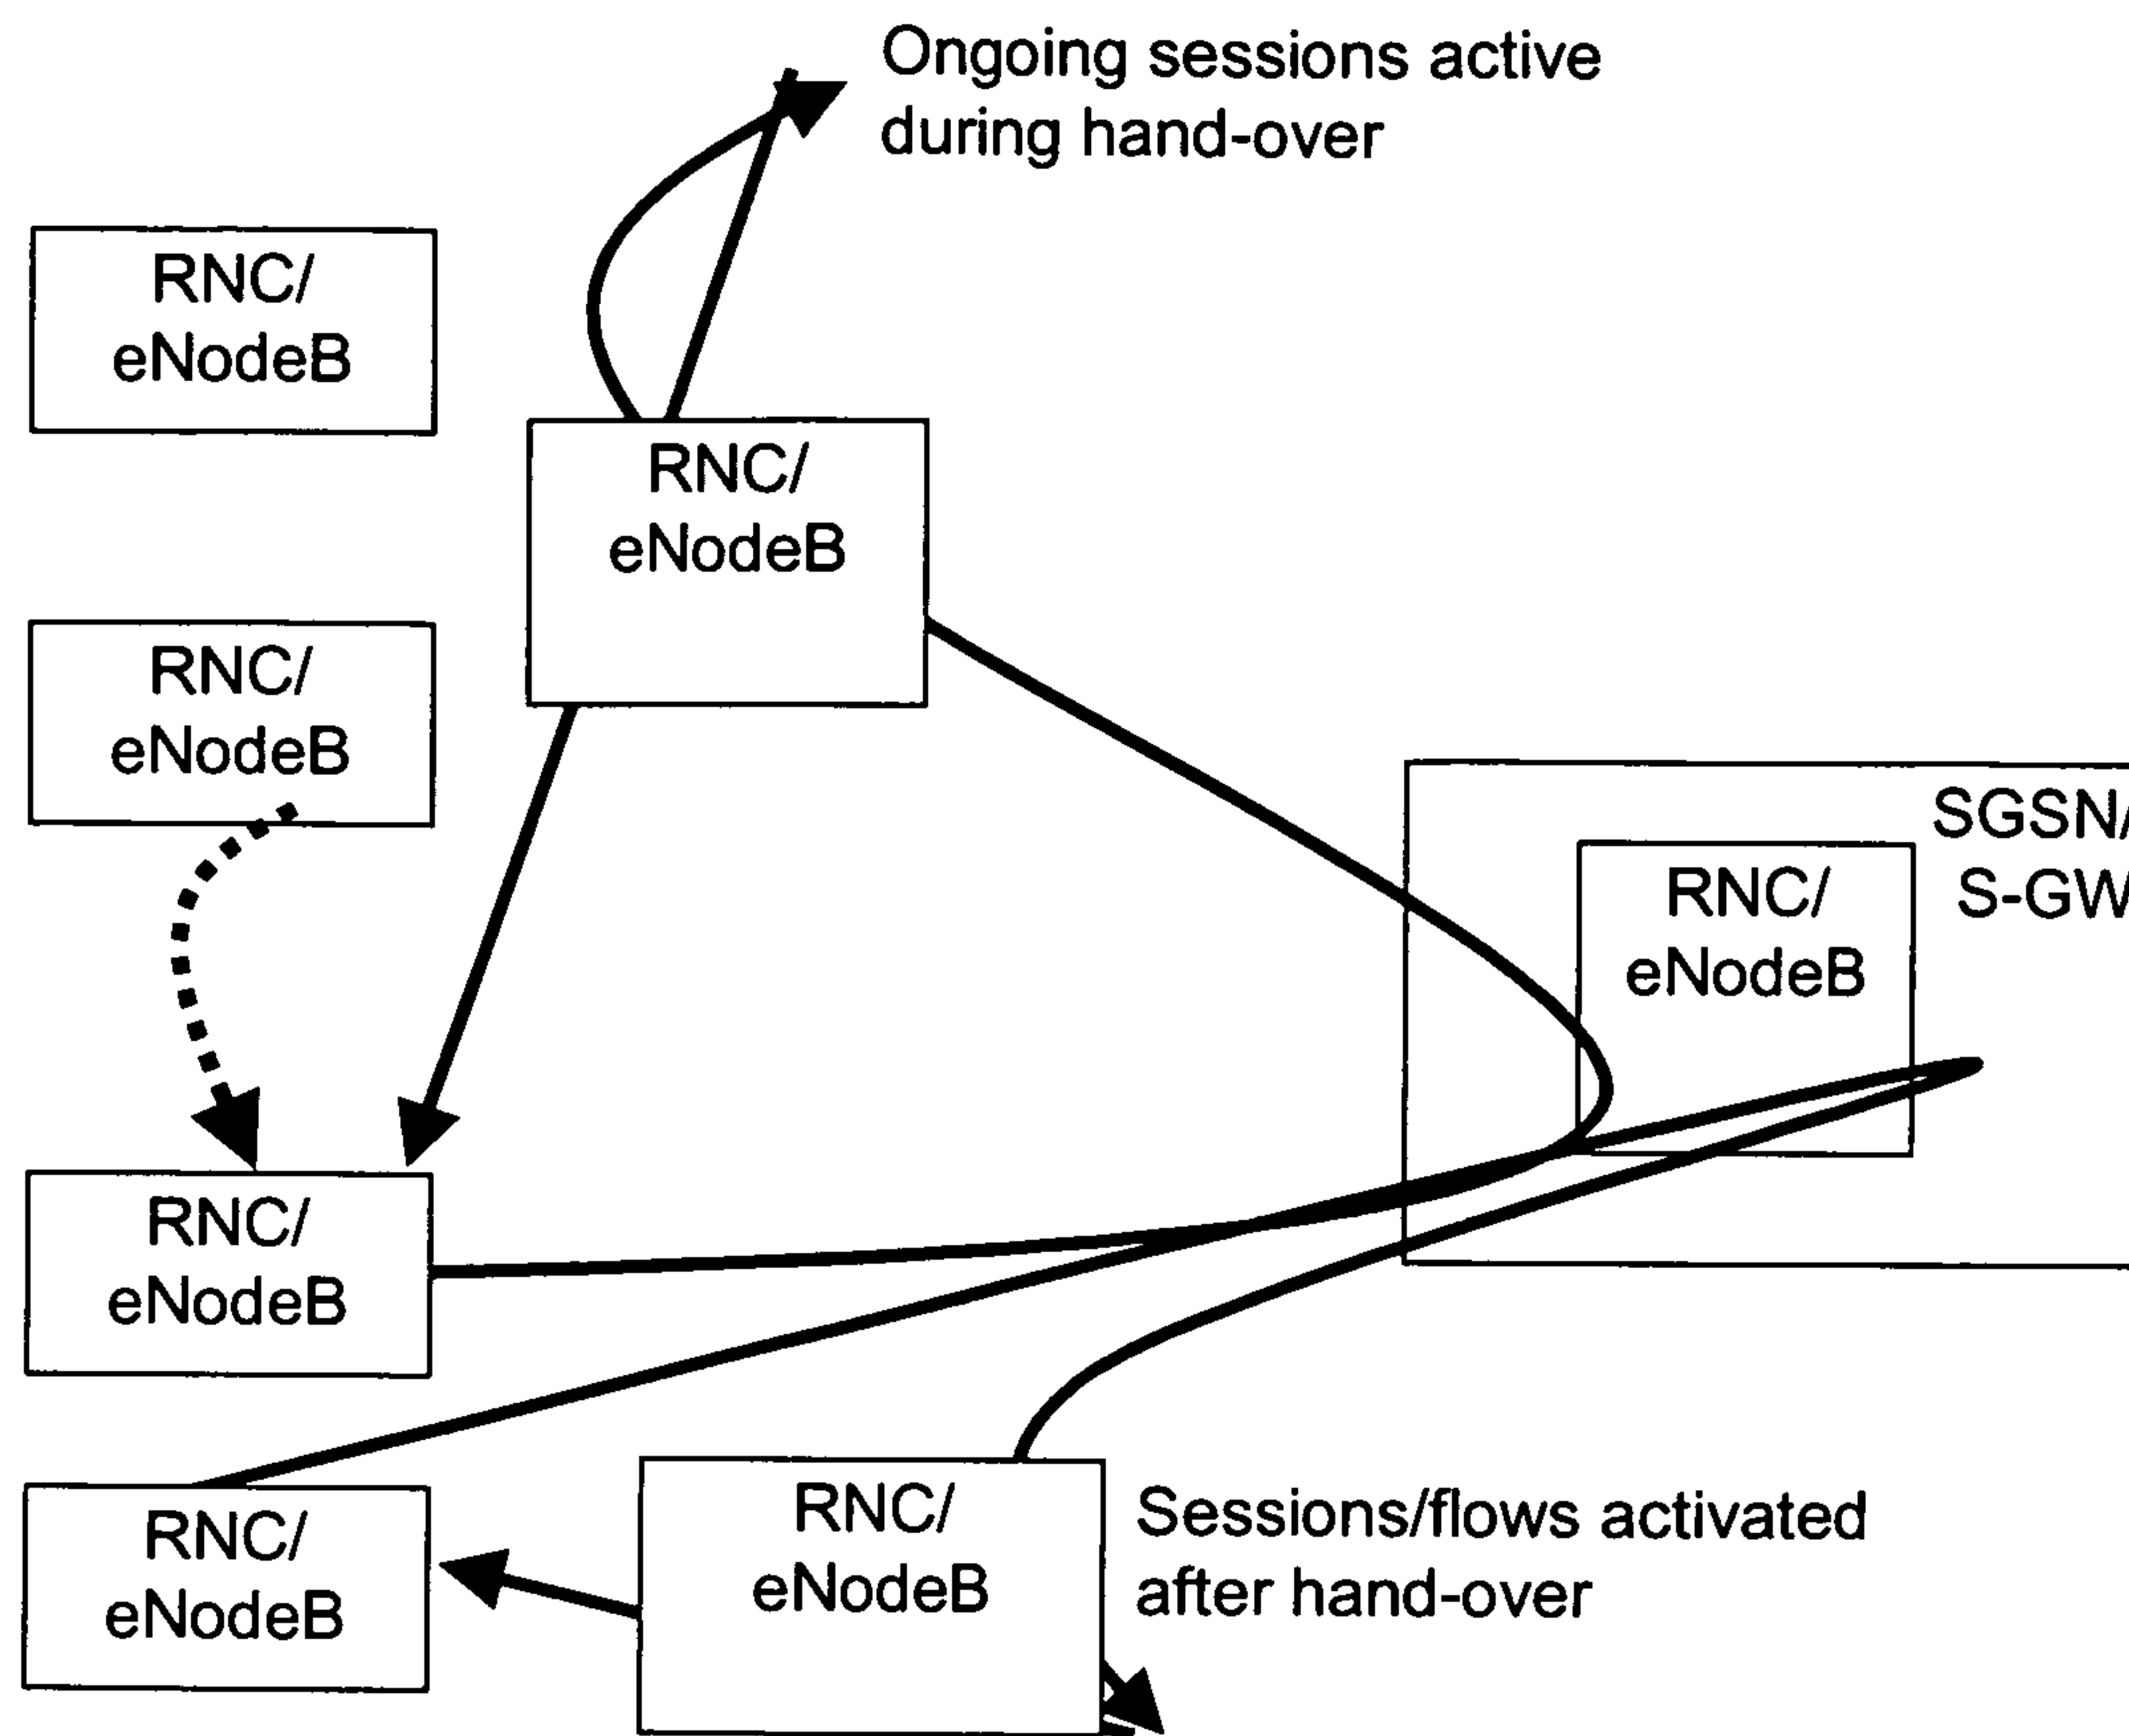 Ongoing sessions active
during hand-over
RNC/
eNodeB
RNC/
eNodeB
RNC/
eNodeB
SGSN/
S-GW
RNC/
eNodeB
RNC/
eNodeB
RNC/
eNodeB
RNC/
eNodeB
Sessions/flows activated
after hand-over